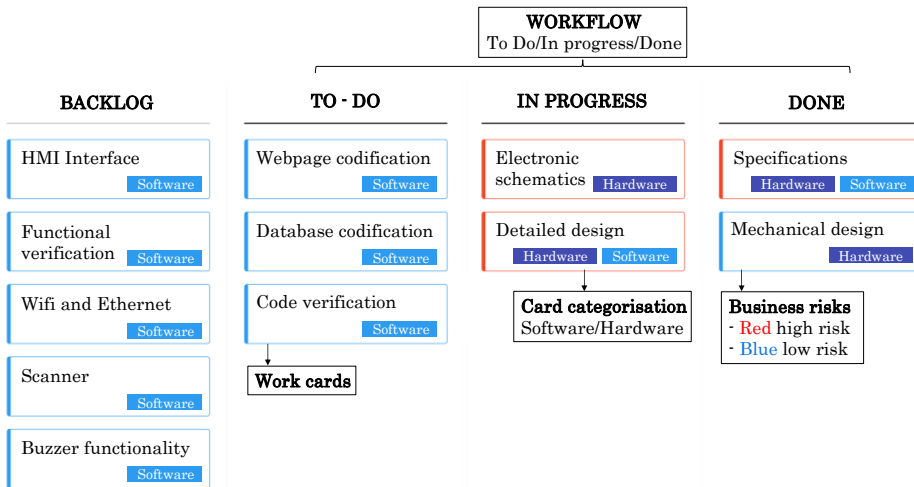 WORKFLOW
To Do/In progress/Done
BACKLOG
HMI Interface
Software
Functional
verification
Software
Wifi and Ethernet
Software
Scanner
Software
Buzzer functionality
Software
TO - DO
Webpage codification
Software
Database codification
Software
Code verification
Software
Work cards
IN PROGRESS
Electronic
schematics
Hardware
Detailed design
Hardware Software
Card categorisation
Software/Hardware
DONE
Specifications
Hardware Software
Mechanical design
Hardware
Business risks
- Red high risk
- Blue low risk